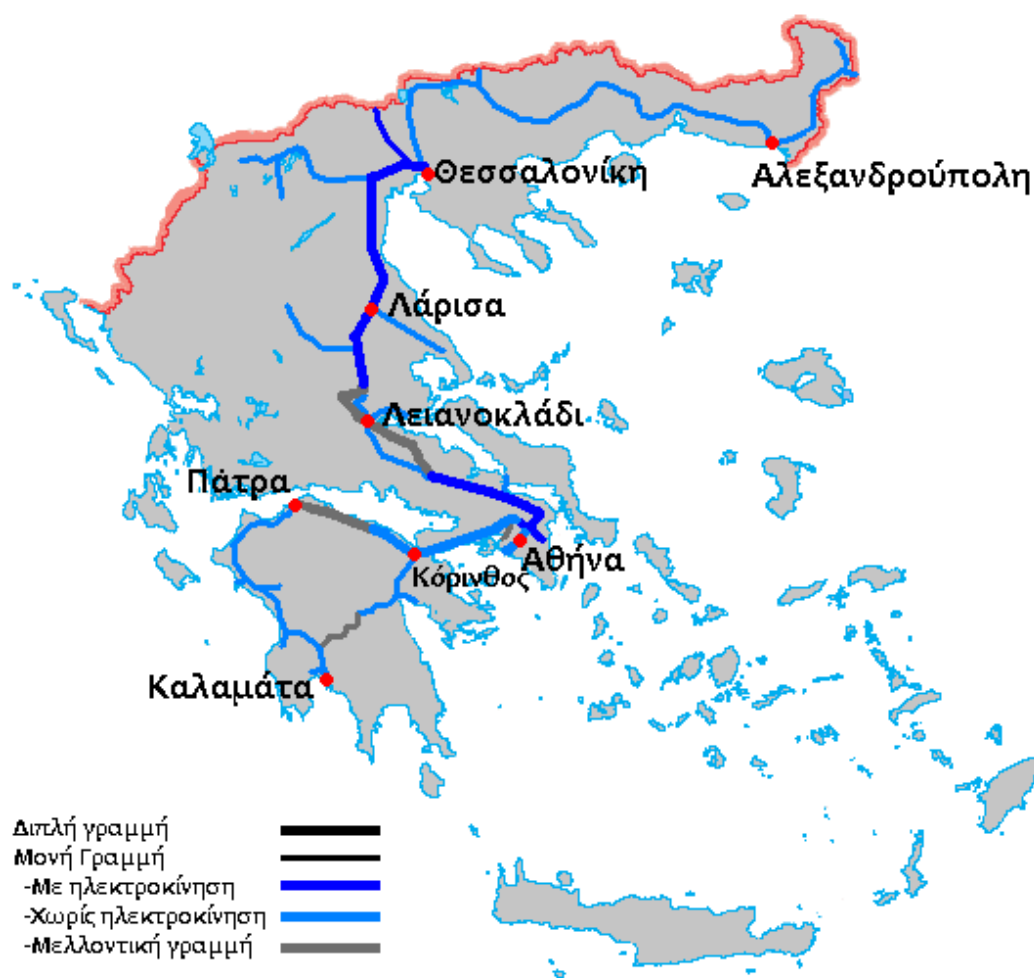 Θεσσαλονίκη
Αλεξανδρούπολη
Λάρισα
Λειανοκλάδι
Πάτρα
Αθήνα
Κόρινθος
Καλαμάτα
Διπλή γραμμή
Μονή Γραμμή
-Με ηλεκτροκίνηση
-Χωρίς ηλεκτροκίνηση
-Μελλοντική γραμμή